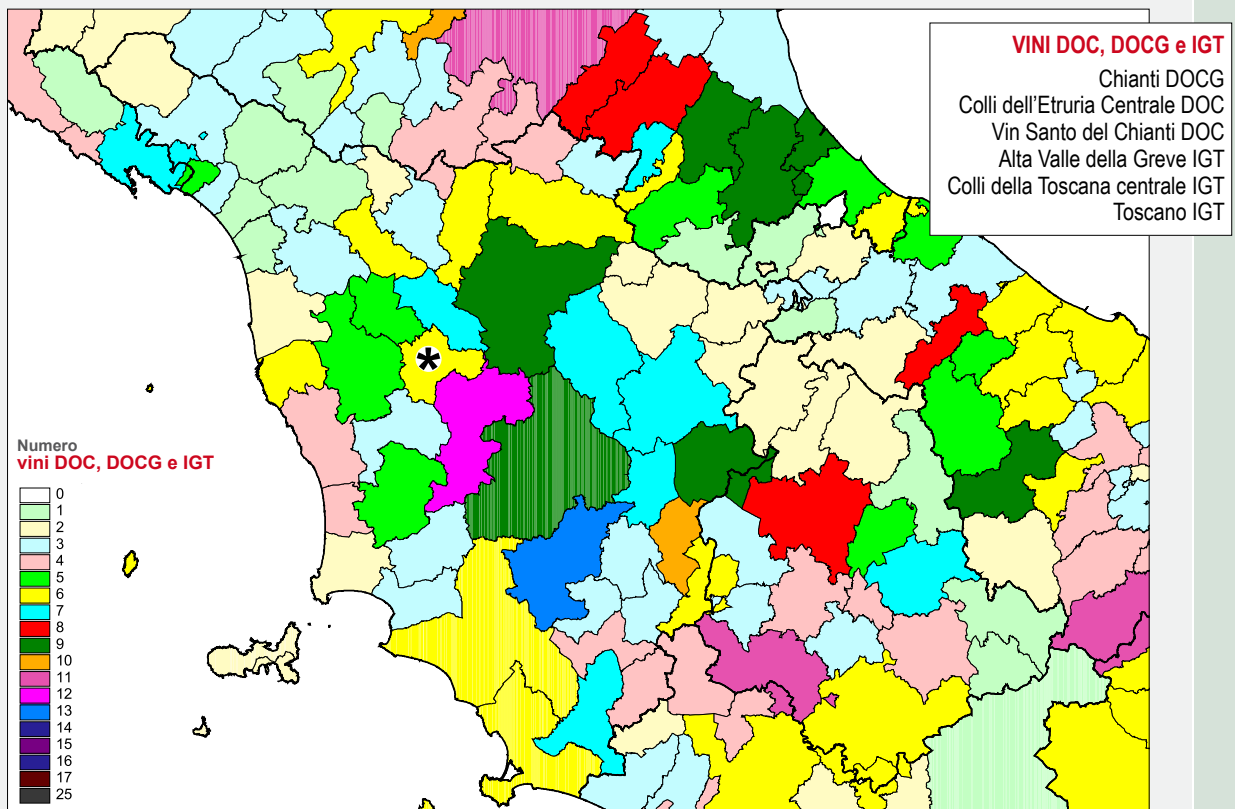 VINI DOC, DOCG e IGT
Chianti DOCG
Colli dell'Etruria Centrale DOC
Vin Santo del Chianti DOC
Alta Valle della Greve IGT
Colli della Toscana centrale IGT
Toscano IGT
*
Numero
vini DOC, DOCG e IGT
0
1
2
3
4
5
6
7
8
9
10
11
12
13
14
15
16
17
25